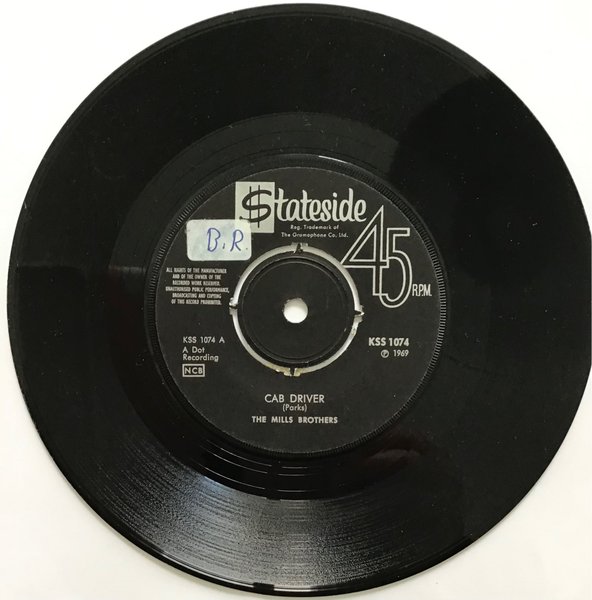 $tateside
Reg. Trademark of
The Gramophone Co. Ltd.
B.R.
45
R.P.M.
ALL RIGHTS OF THE MANUFACTURER
AND OF THE OWNER OF THE
RECORDED WORK RESERVED.
UNAUTHORISED PUBLIC PERFORMANCE,
BROADCASTING AND COPYING
OF THIS RECORD PROHIBITED.
KSS 1074 A
A Dot
Recording
NCB
KSS 1074
℗ 1969
CAB DRIVER
(Parks)
THE MILLS BROTHERS